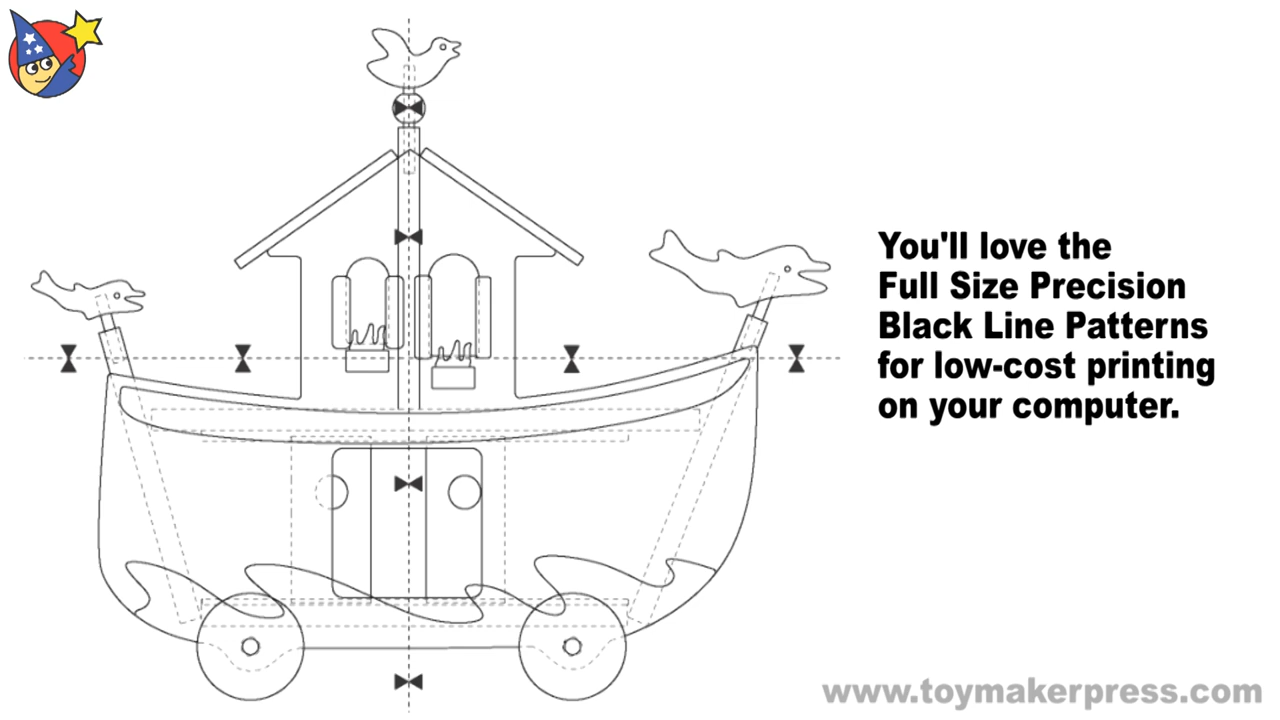 You'll love the
Full Size Precision
Black Line Patterns
for low-cost printing
on your computer.
www.toymakerpress.com